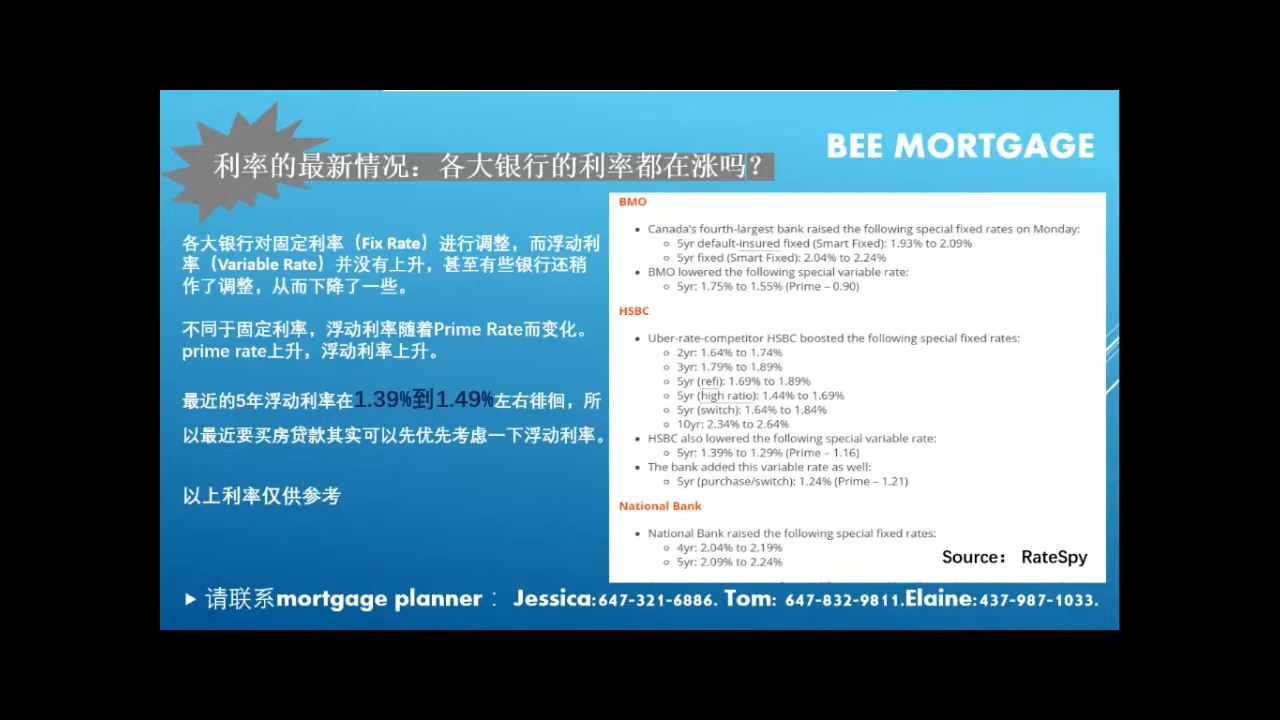 BEE MORTGAGE
利率的最新情况：各大银行的利率都在涨吗？
各大银行对固定利率（Fix Rate）进行调整，而浮动利
率（Variable Rate）并没有上升，甚至有些银行还稍
作了调整，从而下降了一些。
不同于固定利率，浮动利率随着Prime Rate而变化。
prime rate上升，浮动利率上升。
最近的5年浮动利率在1.39%到1.49%左右徘徊，所
以最近要买房贷款其实可以先优先考虑一下浮动利率。
以上利率仅供参考
BMO
• Canada's fourth-largest bank raised the following special fixed rates on Monday:
○ 5yr default-insured fixed (Smart Fixed): 1.93% to 2.09%
○ 5yr fixed (Smart Fixed): 2.04% to 2.24%
• BMO lowered the following special variable rate:
○ 5yr: 1.75% to 1.55% (Prime – 0.90)
HSBC
• Uber-rate-competitor HSBC boosted the following special fixed rates:
○ 2yr: 1.64% to 1.74%
○ 3yr: 1.79% to 1.89%
○ 5yr (refi): 1.69% to 1.89%
○ 5yr (high ratio): 1.44% to 1.69%
○ 5yr (switch): 1.64% to 1.84%
○ 10yr: 2.34% to 2.64%
• HSBC also lowered the following special variable rate:
○ 5yr: 1.39% to 1.29% (Prime – 1.16)
• The bank added this variable rate as well:
○ 5yr (purchase/switch): 1.24% (Prime – 1.21)
National Bank
• National Bank raised the following special fixed rates:
○ 4yr: 2.04% to 2.19%
○ 5yr: 2.09% to 2.24%
Source： RateSpy
▶ 请联系mortgage planner： Jessica:647-321-6886. Tom: 647-832-9811.Elaine:437-987-1033.